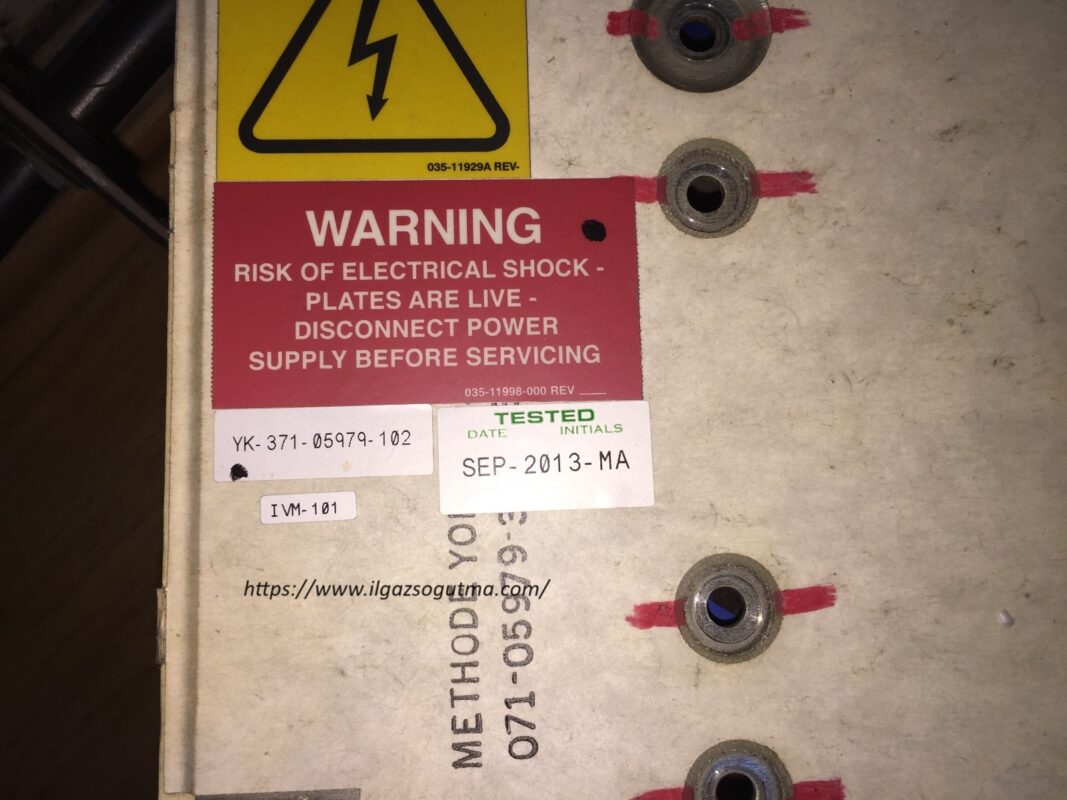 035-11929A REV-
WARNING
RISK OF ELECTRICAL SHOCK -
PLATES ARE LIVE -
DISCONNECT POWER
SUPPLY BEFORE SERVICING
035-11998-000 REV ___
YK-371-05979-102
TESTED
DATE INITIALS
SEP-2013-MA
IVM-101
https://www.ilgazsogutma.com/
METHODE
071-05979-